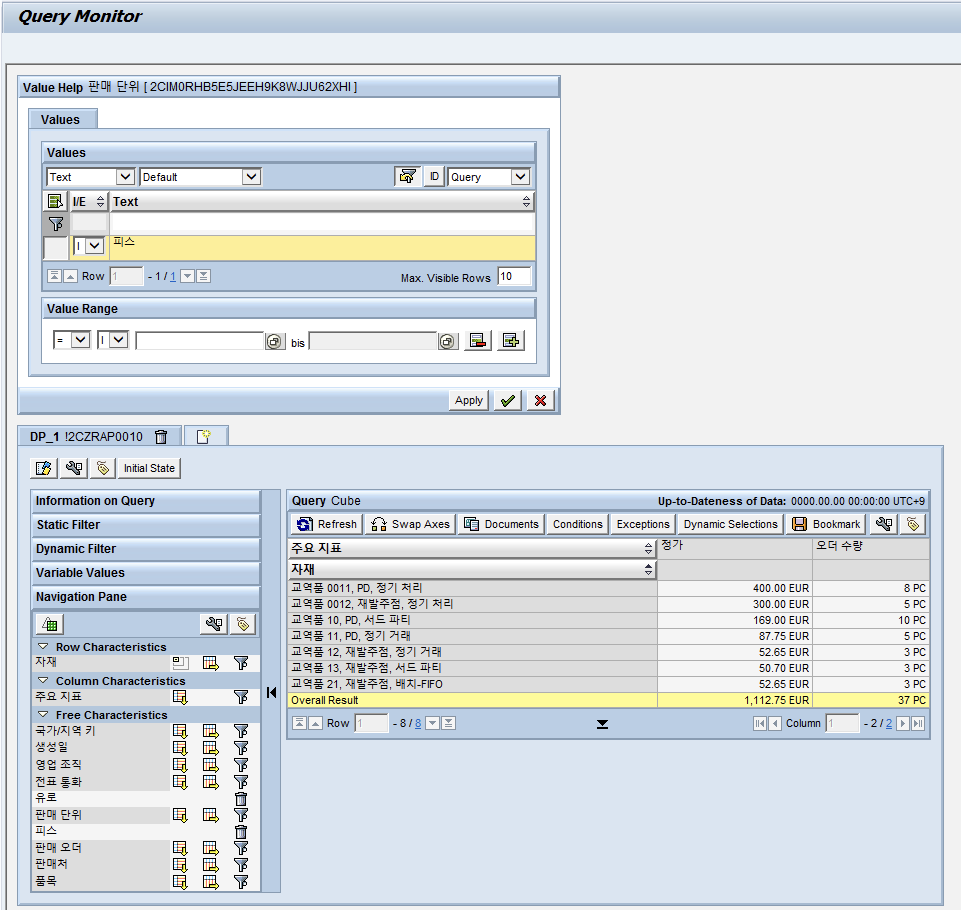 Query Monitor
Value Help 판매 단위 [ 2CIM0RHB5E5JEEH9K8WJJU62XHI ]
Values
Values
Text Default ID Query
I/E Text
I 피스
Row 1 - 1 / 1 Max. Visible Rows 10
Value Range
= I bis
Apply
DP_1 !2CZRAP0010
Initial State
Information on Query
Static Filter
Dynamic Filter
Variable Values
Navigation Pane
Row Characteristics
자재
Column Characteristics
주요 지표
Free Characteristics
국가/지역 키
생성일
영업 조직
전표 통화
유로
판매 단위
피스
판매 오더
판매처
품목
Query Cube Up-to-Dateness of Data: 0000.00.00 00:00:00 UTC+9
Refresh Swap Axes Documents Conditions Exceptions Dynamic Selections Bookmark
주요 지표 정가 오더 수량
자재
교역품 0011, PD, 정기 처리 400.00 EUR 8 PC
교역품 0012, 재발주점, 정기 처리 300.00 EUR 5 PC
교역품 10, PD, 서드 파티 169.00 EUR 10 PC
교역품 11, PD, 정기 거래 87.75 EUR 5 PC
교역품 12, 재발주점, 정기 거래 52.65 EUR 3 PC
교역품 13, 재발주점, 서드 파티 50.70 EUR 3 PC
교역품 21, 재발주점, 배치-FIFO 52.65 EUR 3 PC
Overall Result 1,112.75 EUR 37 PC
Row 1 - 8 / 8 Column 1 - 2 / 2